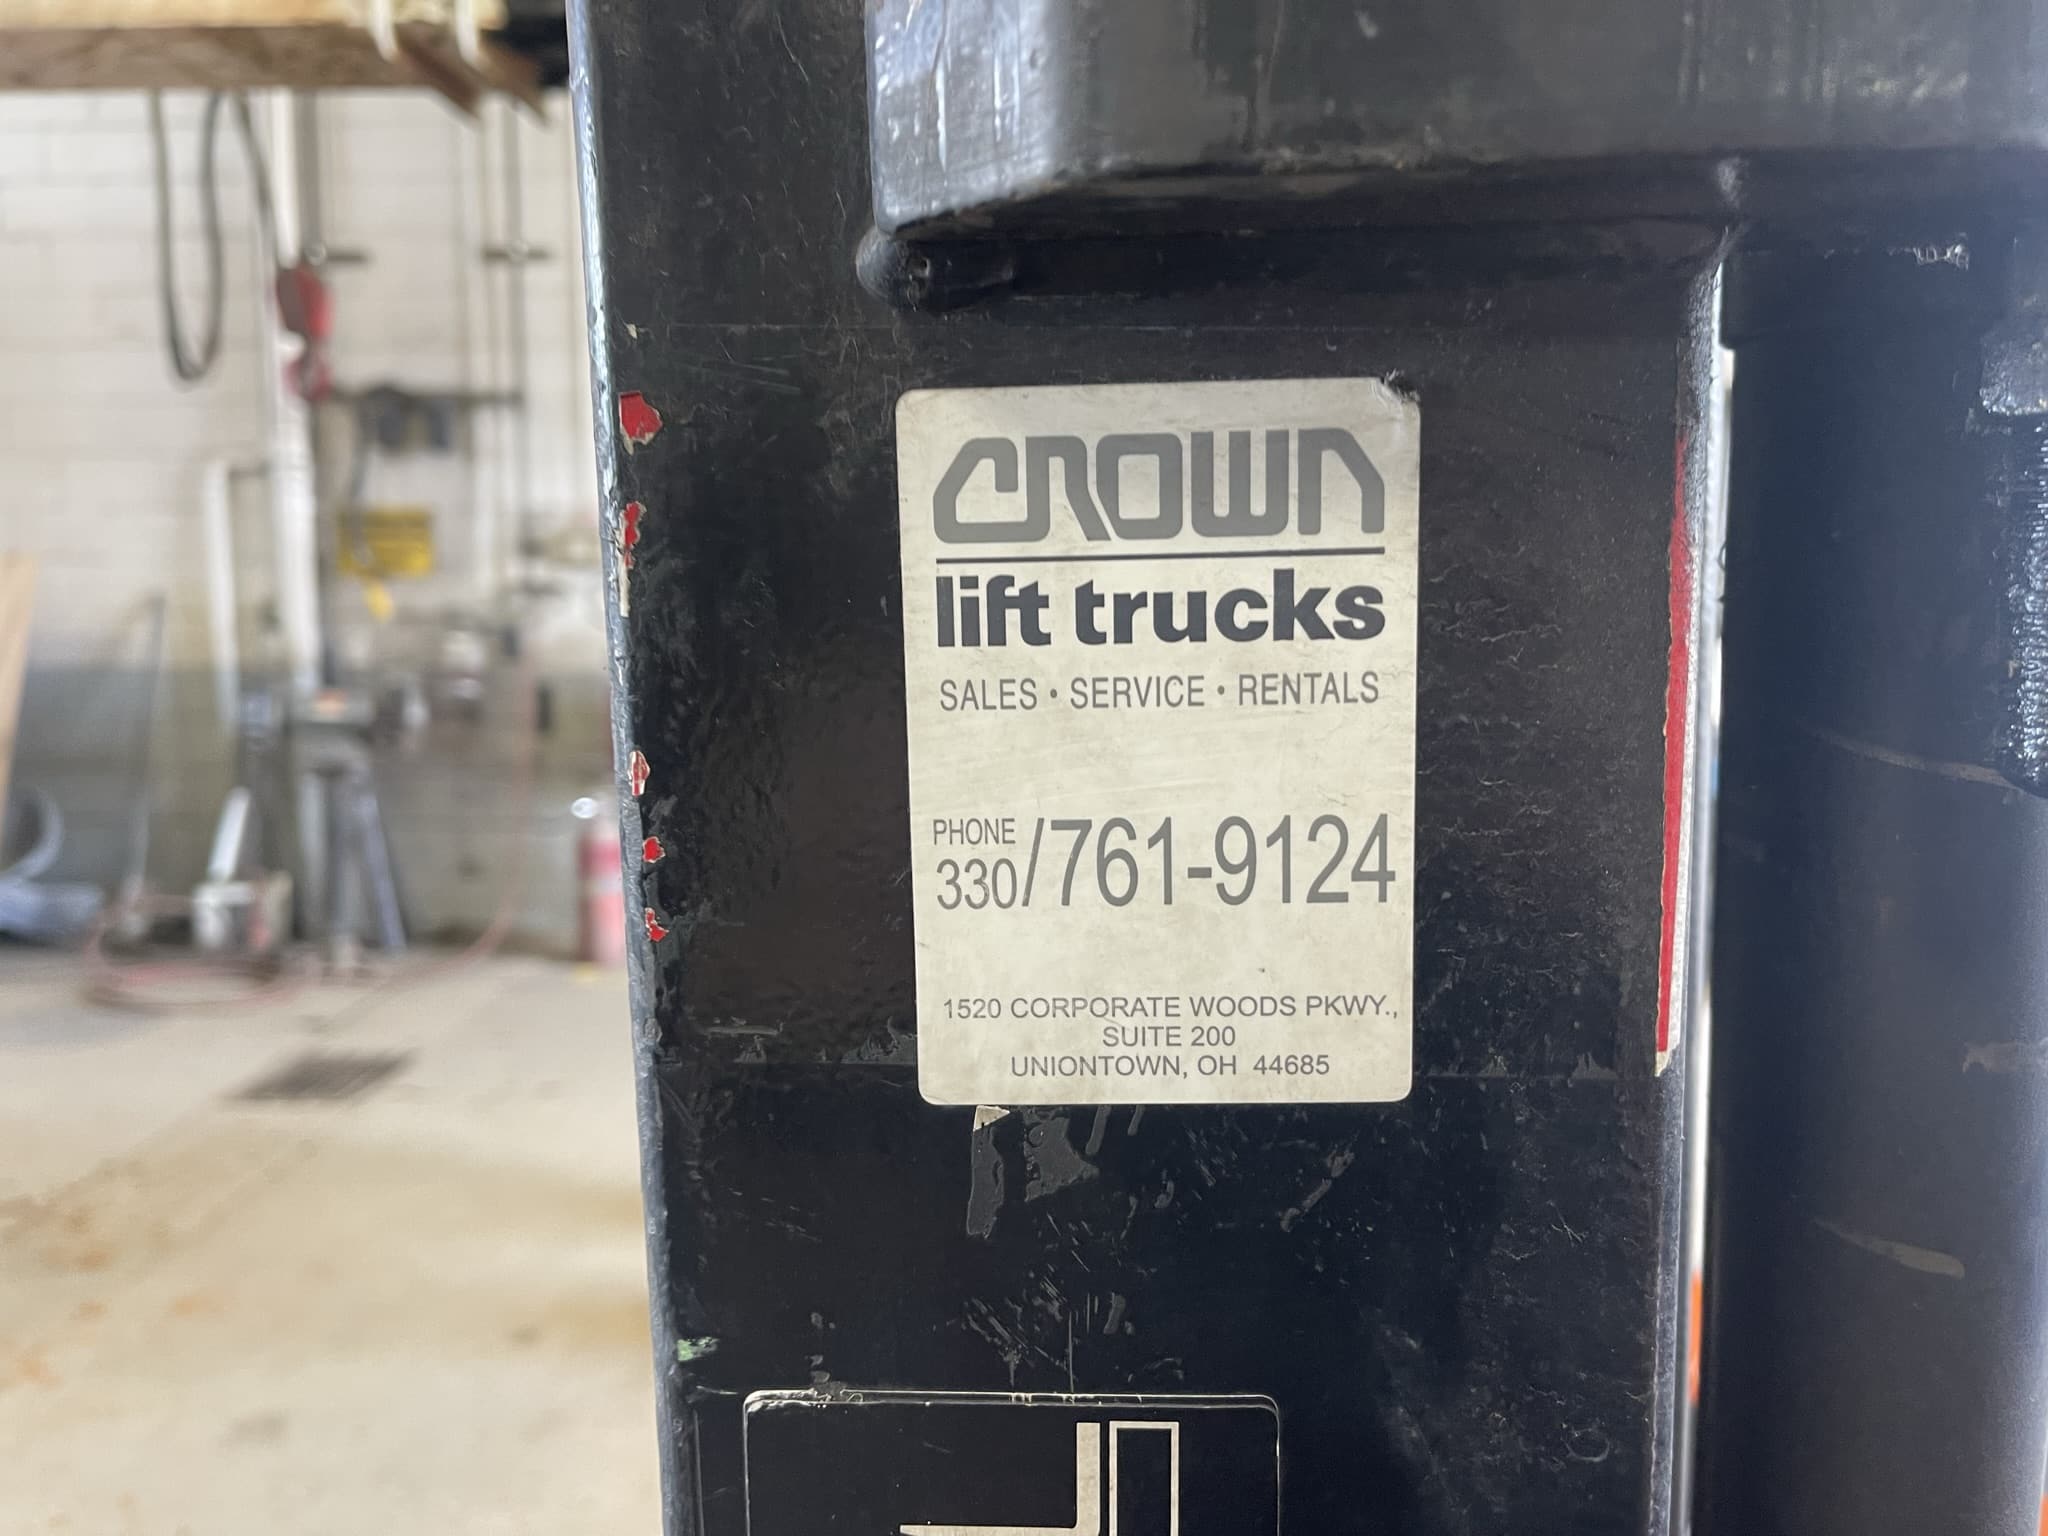 CROWN
lift trucks
SALES • SERVICE • RENTALS
PHONE
330/761-9124
1520 CORPORATE WOODS PKWY.,
SUITE 200
UNIONTOWN, OH 44685